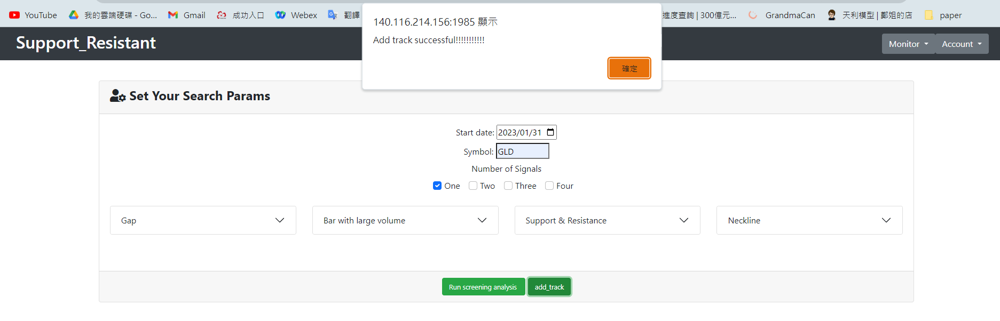 YouTube 我的雲端硬碟 - Go... Gmail 成功入口 Webex 翻譯 進度查詢 | 300億元... GrandmaCan 天利模型 | 鄭姐的店 paper
140.116.214.156:1985 顯示
Add track successful!!!!!!!!!!!
確定
Support_Resistant Monitor Account
Set Your Search Params
Start date: 2023/01/31
Symbol: GLD
Number of Signals
One Two Three Four
Gap Bar with large volume Support & Resistance Neckline
Run screening analysis add_track